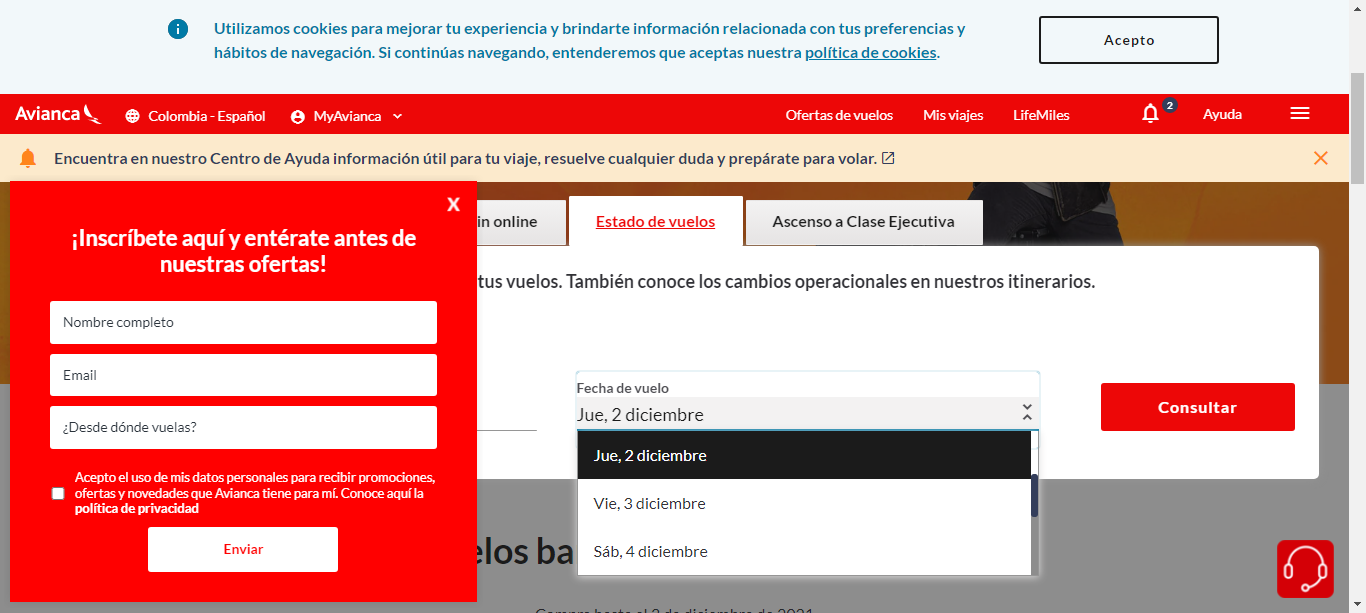 Utilizamos cookies para mejorar tu experiencia y brindarte información relacionada con tus preferencias y
hábitos de navegación. Si continúas navegando, entenderemos que aceptas nuestra política de cookies.
Acepto
Avianca
Colombia - Español
MyAvianca
Ofertas de vuelos
Mis viajes
LifeMiles
2
Ayuda
Encuentra en nuestro Centro de Ayuda información útil para tu viaje, resuelve cualquier duda y prepárate para volar.
X
¡Inscríbete aquí y entérate antes de
nuestras ofertas!
Nombre completo
Email
¿Desde dónde vuelas?
Acepto el uso de mis datos personales para recibir promociones,
ofertas y novedades que Avianca tiene para mí. Conoce aquí la
política de privacidad
Enviar
in online
Estado de vuelos
Ascenso a Clase Ejecutiva
tus vuelos. También conoce los cambios operacionales en nuestros itinerarios.
Fecha de vuelo
Jue, 2 diciembre
Consultar
Jue, 2 diciembre
Vie, 3 diciembre
Sáb, 4 diciembre
elos ba